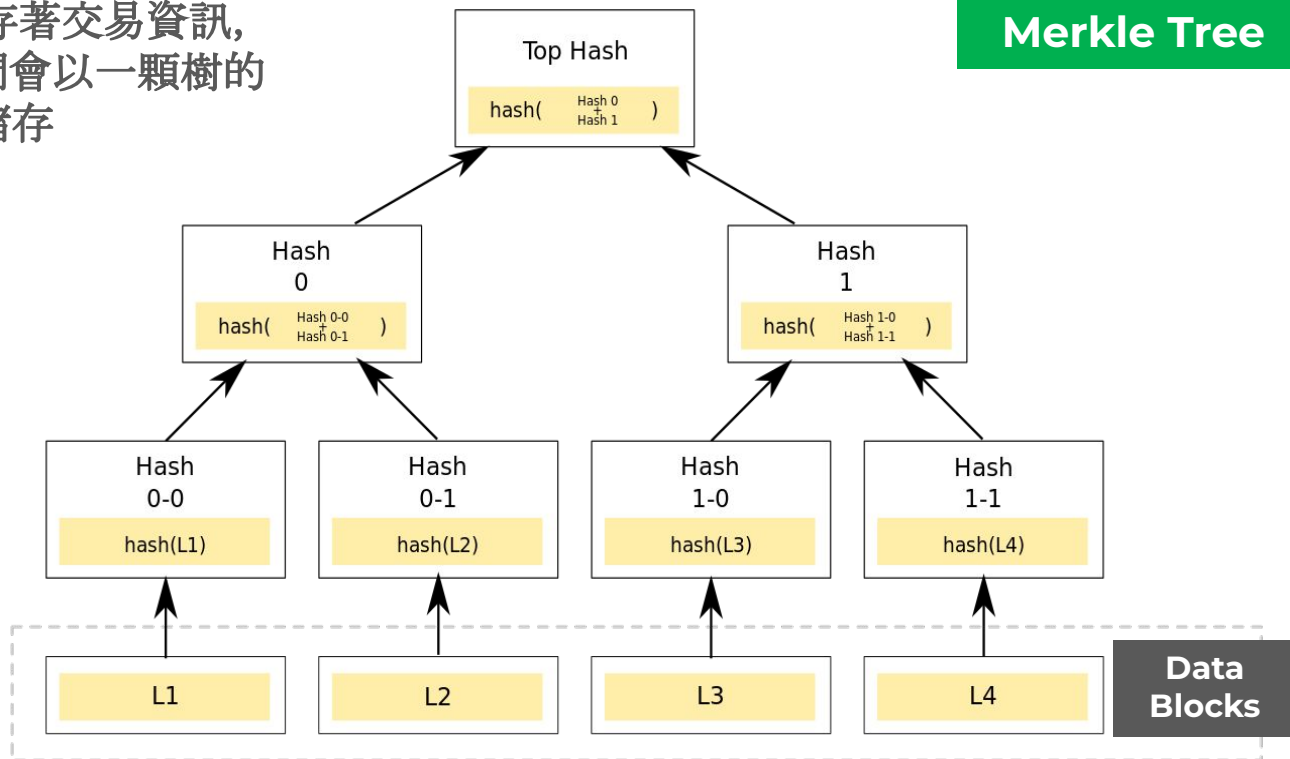 存著交易資訊,
會以一顆樹的
存
Merkle Tree
Top Hash
hash( Hash 0 + Hash 1 )
Hash
0
hash( Hash 0-0 + Hash 0-1 )
Hash
1
hash( Hash 1-0 + Hash 1-1 )
Hash
0-0
hash(L1)
Hash
0-1
hash(L2)
Hash
1-0
hash(L3)
Hash
1-1
hash(L4)
L1
L2
L3
L4
Data
Blocks